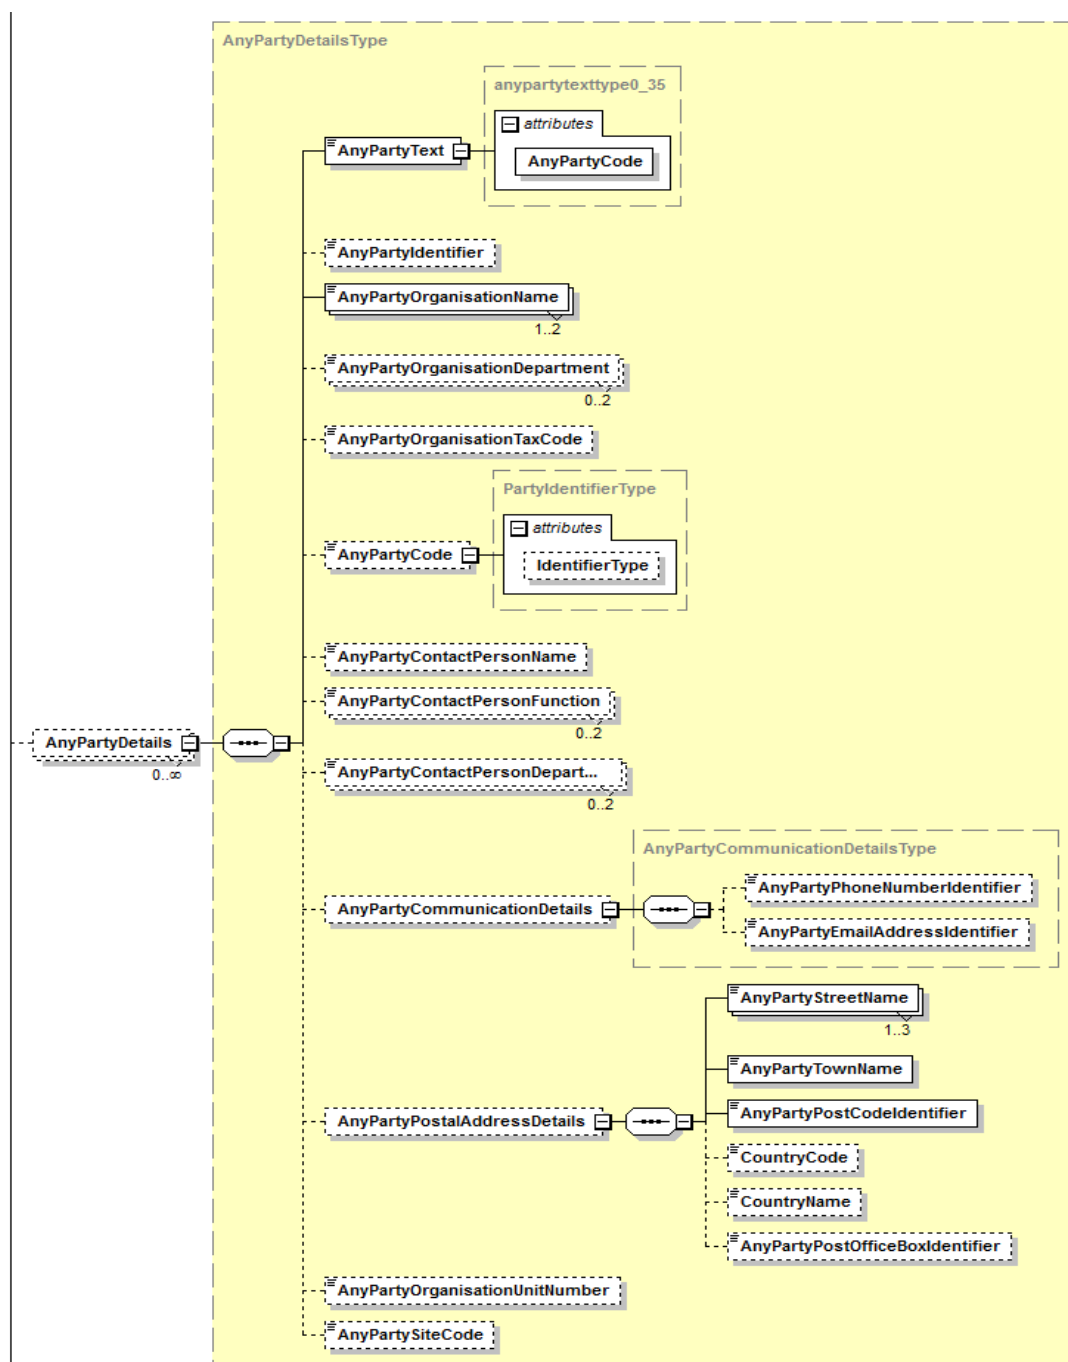 AnyPartyDetailsType
anypartytexttype0_35
attributes
AnyPartyText
AnyPartyCode
AnyPartyIdentifier
AnyPartyOrganisationName
1..2
AnyPartyOrganisationDepartment
0..2
AnyPartyOrganisationTaxCode
PartyIdentifierType
attributes
AnyPartyCode
IdentifierType
AnyPartyContactPersonName
AnyPartyContactPersonFunction
0..2
AnyPartyDetails
0..∞
AnyPartyContactPersonDepart...
0..2
AnyPartyCommunicationDetailsType
AnyPartyPhoneNumberIdentifier
AnyPartyCommunicationDetails
AnyPartyEmailAddressIdentifier
AnyPartyStreetName
1..3
AnyPartyTownName
AnyPartyPostCodeIdentifier
AnyPartyPostalAddressDetails
CountryCode
CountryName
AnyPartyPostOfficeBoxIdentifier
AnyPartyOrganisationUnitNumber
AnyPartySiteCode